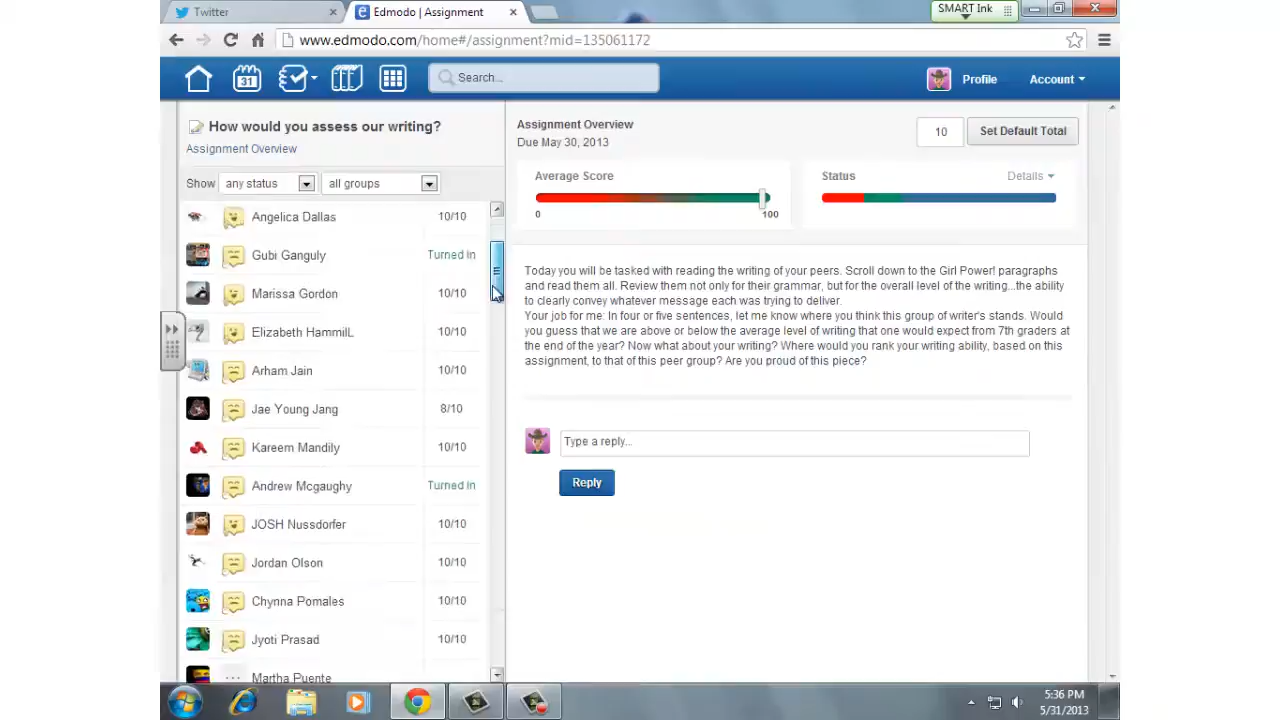 Twitter
Edmodo | Assignment
SMART Ink
www.edmodo.com/home#/assignment?mid=135061172
31
Search...
Profile
Account
How would you assess our writing?
Assignment Overview
Show any status all groups
Angelica Dallas 10/10
Gubi Ganguly Turned In
Marissa Gordon 10/10
Elizabeth HammilL 10/10
Arham Jain 10/10
Jae Young Jang 8/10
Kareem Mandily 10/10
Andrew Mcgaughy Turned In
JOSH Nussdorfer 10/10
Jordan Olson 10/10
Chynna Pomales 10/10
Jyoti Prasad 10/10
Martha Puente
Assignment Overview
Due May 30, 2013
10 Set Default Total
Average Score
0 100
Status Details
Today you will be tasked with reading the writing of your peers. Scroll down to the Girl Power! paragraphs
and read them all. Review them not only for their grammar, but for the overall level of the writing...the ability
to clearly convey whatever message each was trying to deliver.
Your job for me: In four or five sentences, let me know where you think this group of writer's stands. Would
you guess that we are above or below the average level of writing that one would expect from 7th graders at
the end of the year? Now what about your writing? Where would you rank your writing ability, based on this
assignment, to that of this peer group? Are you proud of this piece?
Type a reply...
Reply
5:36 PM
5/31/2013